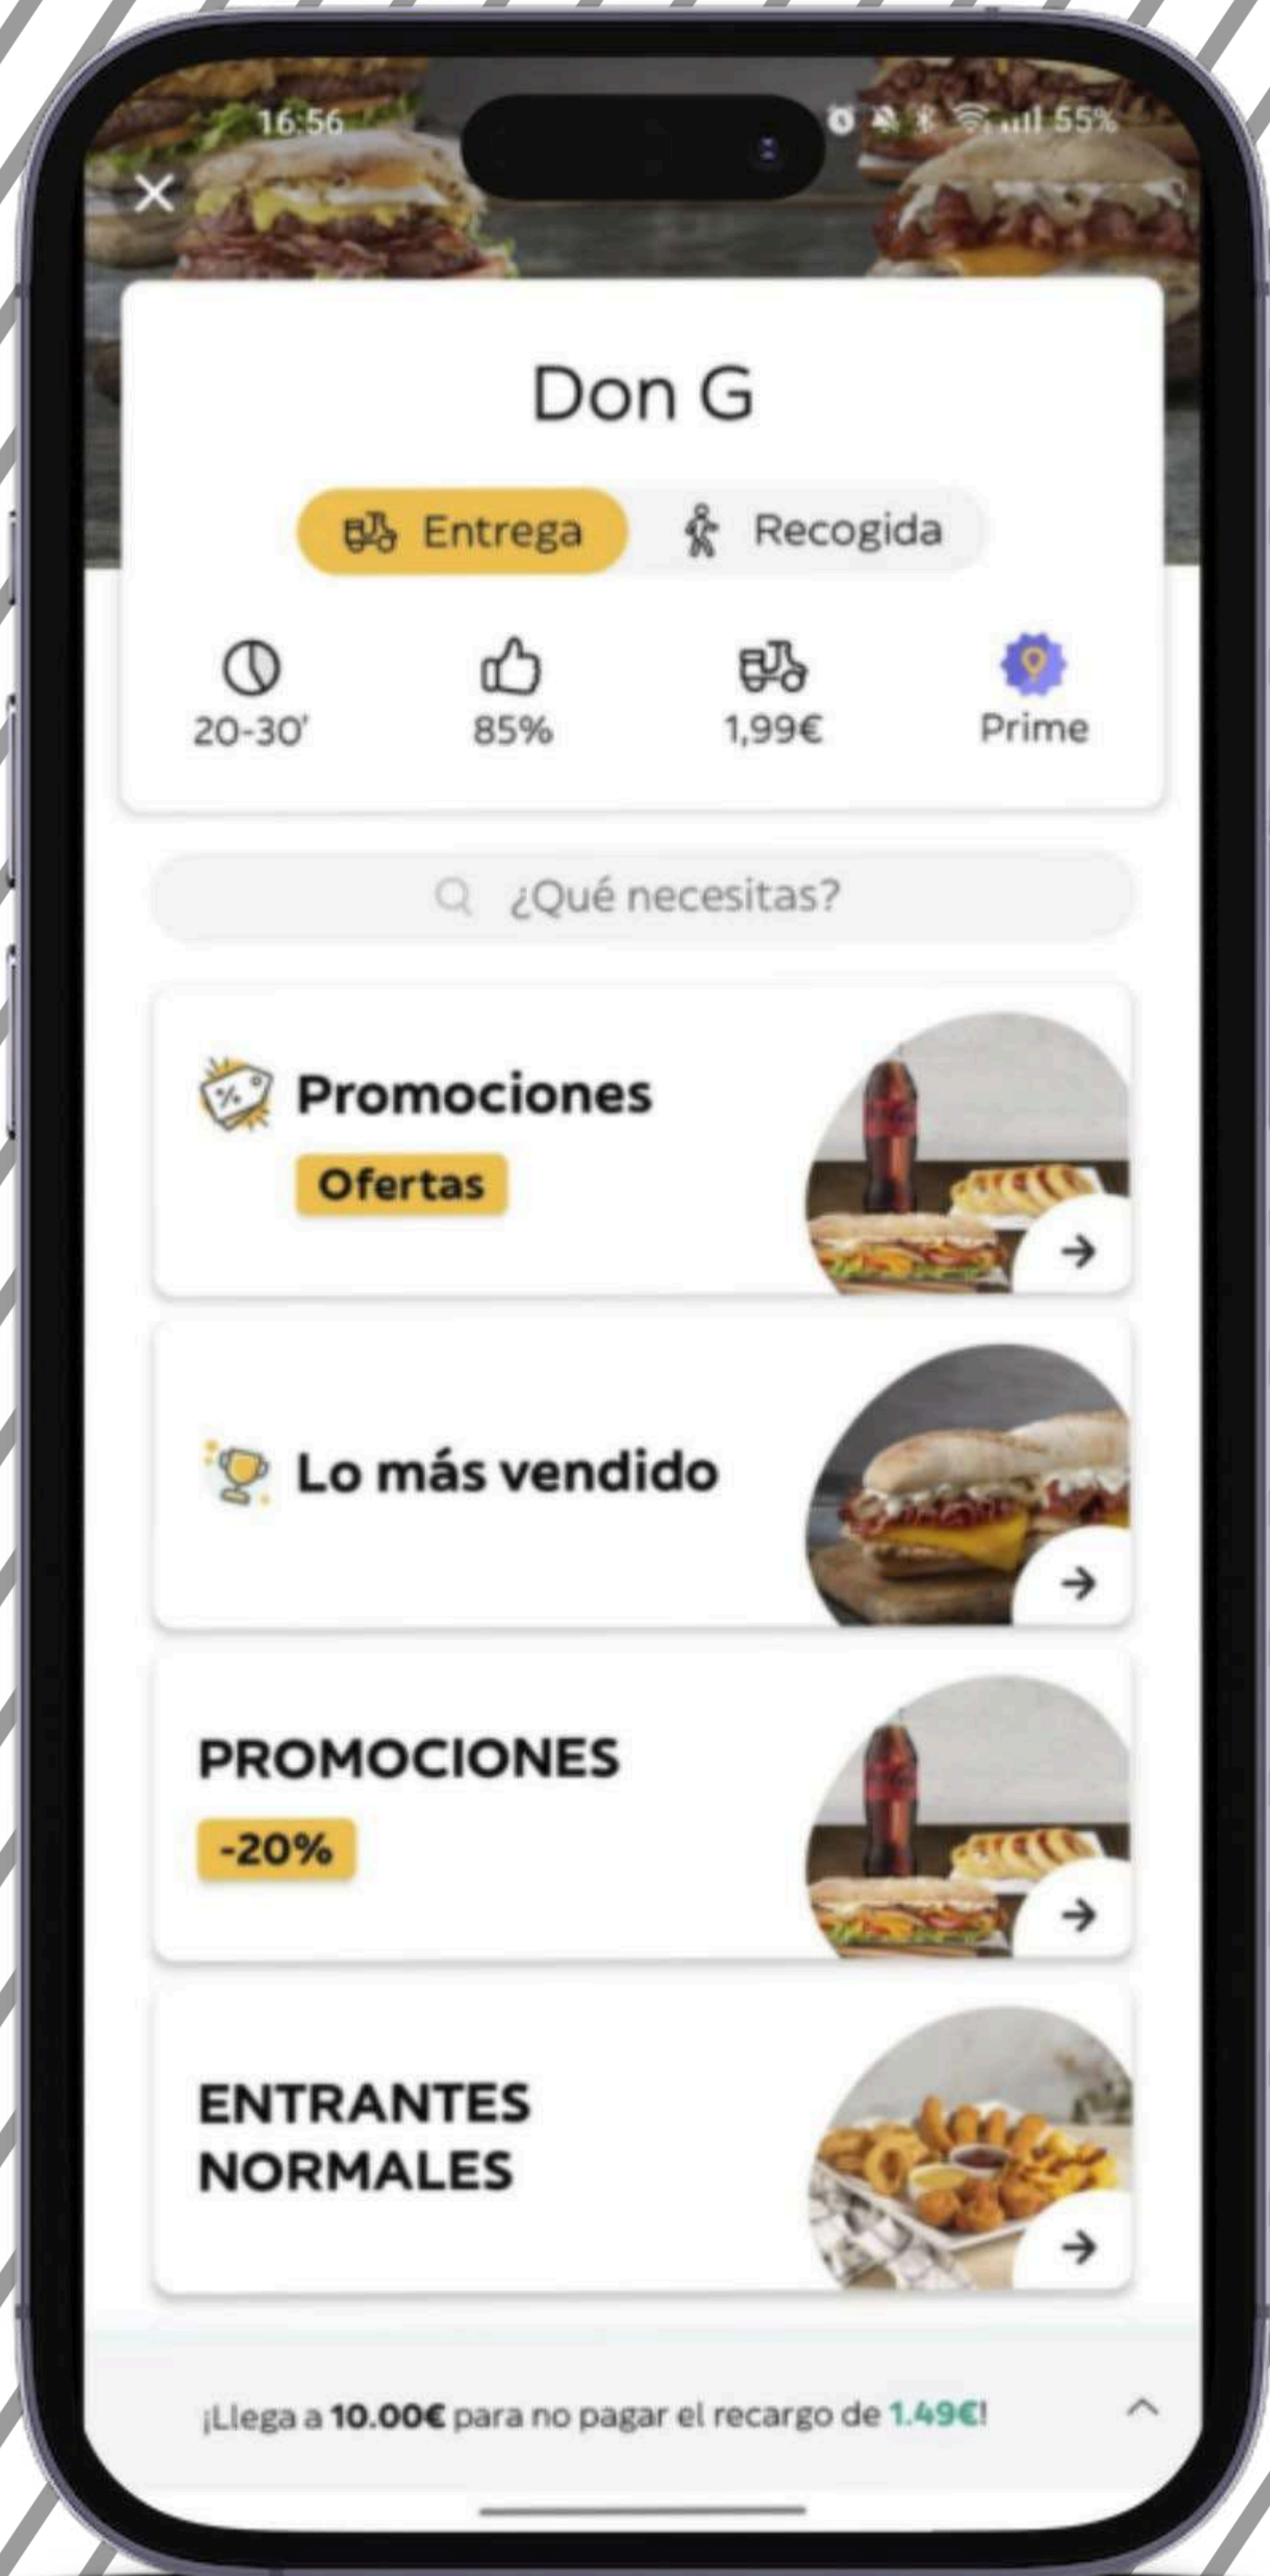 16:56
55%
Don G
Entrega
Recogida
20-30'
85%
1,99€
Prime
¿Qué necesitas?
Promociones
Ofertas
Lo más vendido
PROMOCIONES
-20%
ENTRANTES
NORMALES
¡Llega a 10.00€ para no pagar el recargo de 1.49€!